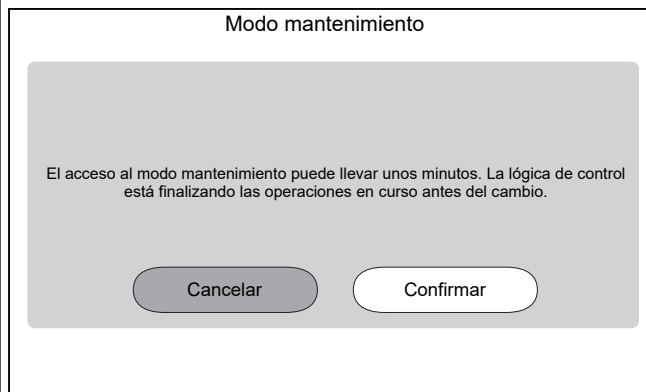 Modo mantenimiento
El acceso al modo mantenimiento puede llevar unos minutos. La lógica de control
está finalizando las operaciones en curso antes del cambio.
Cancelar
Confirmar